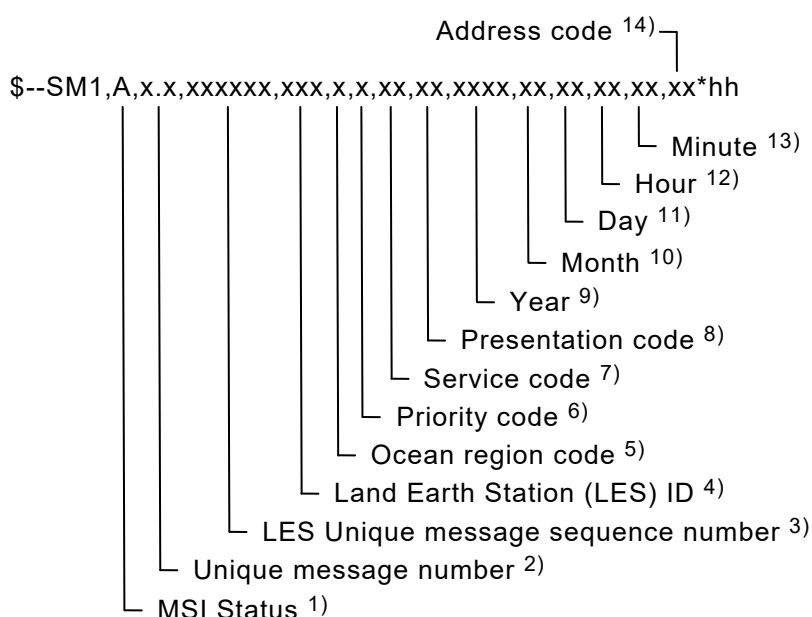 Address code 14)
$--SM1,A,x.x,xxxxxx,xxx,x,x,xx,xx,xxxx,xx,xx,xx,xx,xx*hh
Minute 13)
Hour 12)
Day 11)
Month 10)
Year 9)
Presentation code 8)
Service code 7)
Priority code 6)
Ocean region code 5)
Land Earth Station (LES) ID 4)
LES Unique message sequence number 3)
Unique message number 2)
MSI Status 1)